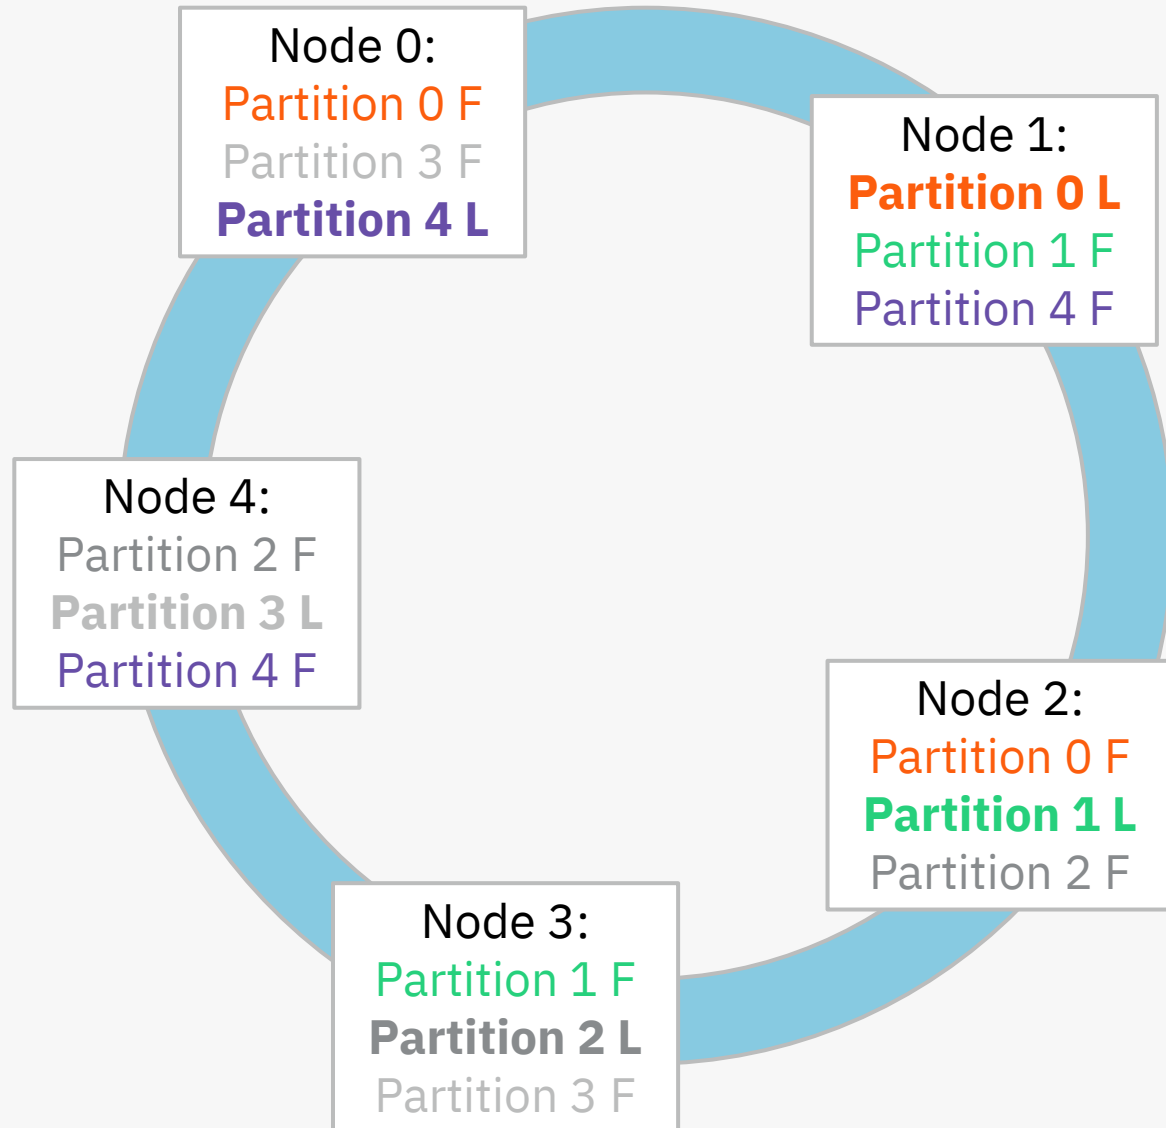 Node 0:
Partition 0 F
Partition 3 F
Partition 4 L
Node 1:
Partition 0 L
Partition 1 F
Partition 4 F
Node 4:
Partition 2 F
Partition 3 L
Partition 4 F
Node 2:
Partition 0 F
Partition 1 L
Partition 2 F
Node 3:
Partition 1 F
Partition 2 L
Partition 3 F